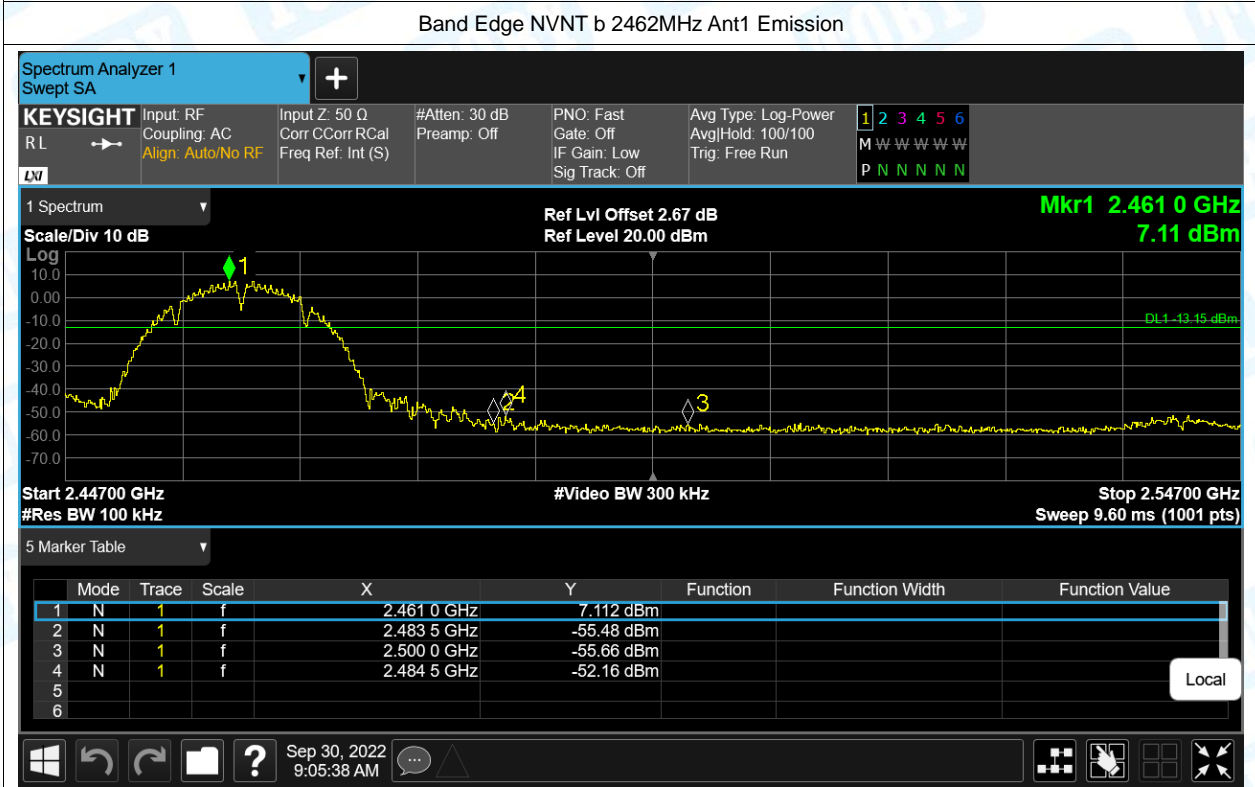 Band Edge NVNT b 2462MHz Ant1 Emission
Spectrum Analyzer 1
Swept SA
KEYSIGHT
RL
LXI
Input: RF
Coupling: AC
Align: Auto/No RF
Input Z: 50 Ω
Corr CCorr RCal
Freq Ref: Int (S)
#Atten: 30 dB
Preamp: Off
PNO: Fast
Gate: Off
IF Gain: Low
Sig Track: Off
Avg Type: Log-Power
Avg|Hold: 100/100
Trig: Free Run
1 2 3 4 5 6
M W W W W W
P N N N N N
1 Spectrum
Scale/Div 10 dB
Ref Lvl Offset 2.67 dB
Ref Level 20.00 dBm
Mkr1 2.461 0 GHz
7.11 dBm
Log
10.0
0.00
-10.0
-20.0
-30.0
-40.0
-50.0
-60.0
-70.0
1
2
4
3
DL1 -13.15 dBm
Start 2.44700 GHz
#Res BW 100 kHz
#Video BW 300 kHz
Stop 2.54700 GHz
Sweep 9.60 ms (1001 pts)
5 Marker Table
Mode Trace Scale X Y Function Function Width Function Value
1 N 1 f 2.461 0 GHz 7.112 dBm
2 N 1 f 2.483 5 GHz -55.48 dBm
3 N 1 f 2.500 0 GHz -55.66 dBm
4 N 1 f 2.484 5 GHz -52.16 dBm
5
6
Local
?
Sep 30, 2022
9:05:38 AM